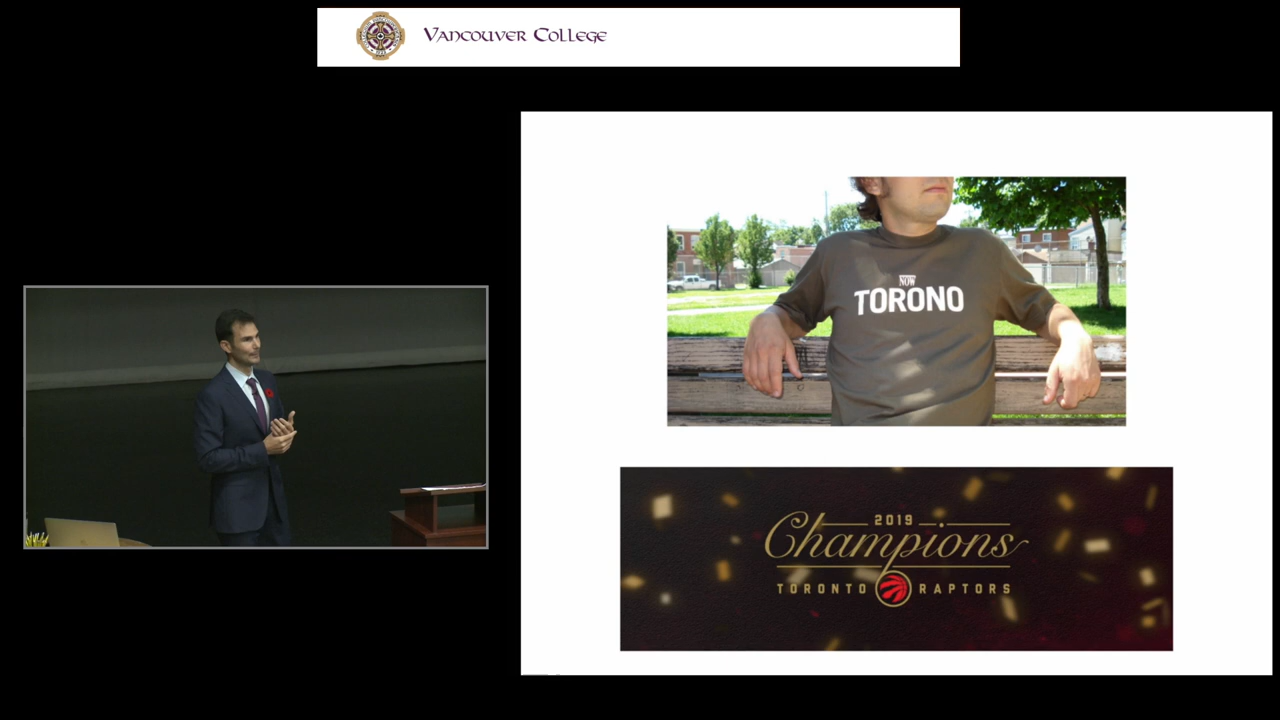 Vancouver College
NOW
TORONO
2019
Champions
TORONTO RAPTORS